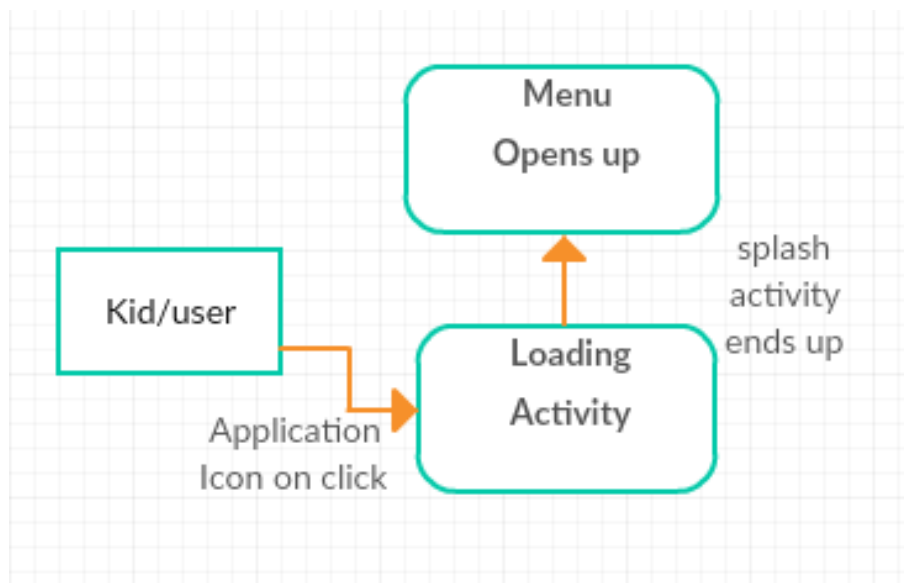 Menu
Opens up
splash
activity
ends up
Kid/user
Loading
Activity
Application
Icon on click